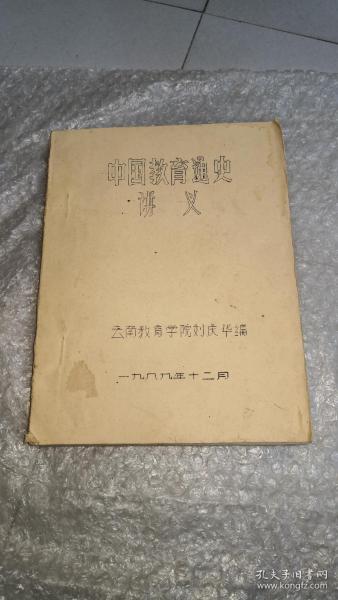 中国教育通史
讲义
云南教育学院刘虎华编
一九八九年十二月
孔夫子旧书网
www.kongfz.com